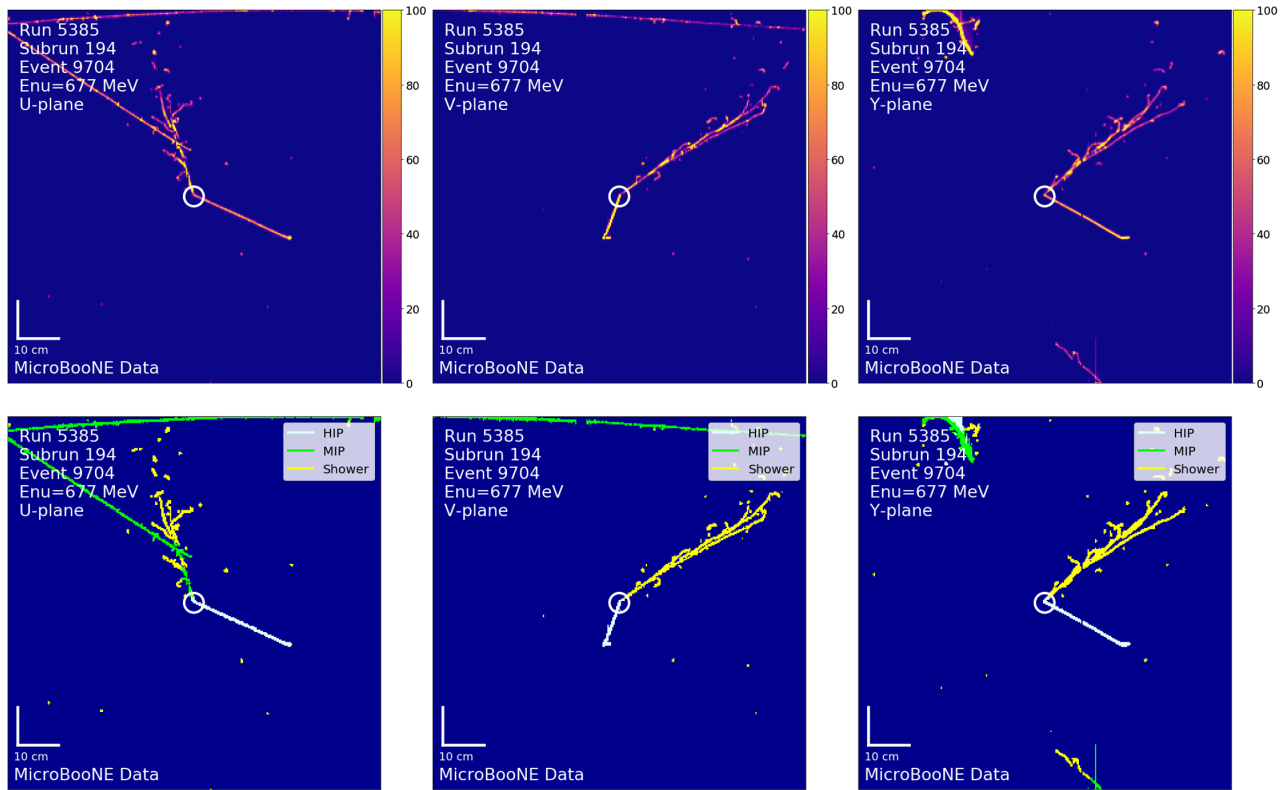 Run 5385
Subrun 194
Event 9704
Enu=677 MeV
U-plane
10 cm
MicroBooNE Data
100
80
60
40
20
0
Run 5385
Subrun 194
Event 9704
Enu=677 MeV
V-plane
10 cm
MicroBooNE Data
100
80
60
40
20
0
Run 5385
Subrun 194
Event 9704
Enu=677 MeV
Y-plane
10 cm
MicroBooNE Data
100
80
60
40
20
0
Run 5385
Subrun 194
Event 9704
Enu=677 MeV
U-plane
HIP
MIP
Shower
10 cm
MicroBooNE Data
Run 5385
Subrun 194
Event 9704
Enu=677 MeV
V-plane
HIP
MIP
Shower
10 cm
MicroBooNE Data
Run 5385
Subrun 194
Event 9704
Enu=677 MeV
Y-plane
HIP
MIP
Shower
10 cm
MicroBooNE Data